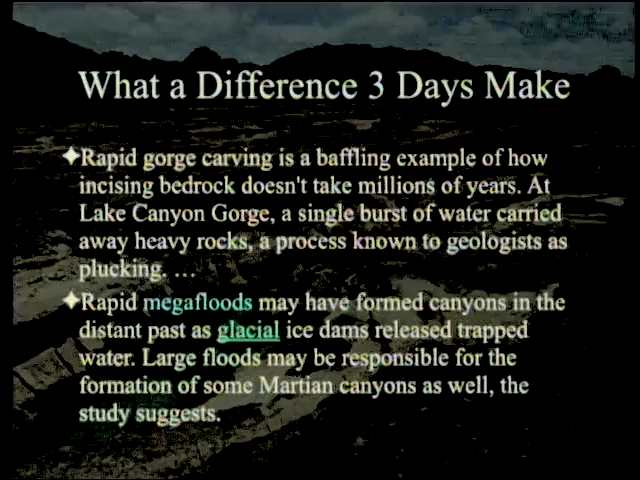 What a Difference 3 Days Make
✦Rapid gorge carving is a baffling example of how
incising bedrock doesn't take millions of years. At
Lake Canyon Gorge, a single burst of water carried
away heavy rocks, a process known to geologists as
plucking. …
✦Rapid megafloods may have formed canyons in the
distant past as glacial ice dams released trapped
water. Large floods may be responsible for the
formation of some Martian canyons as well, the
study suggests.